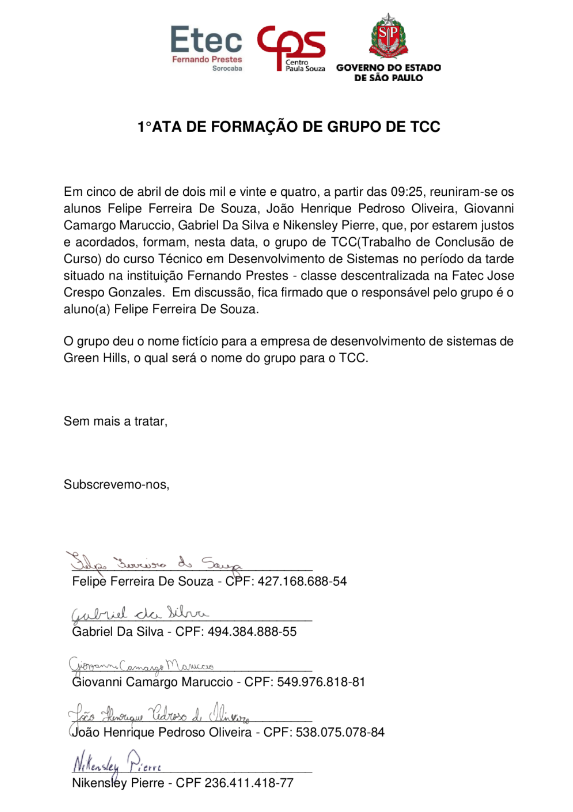 Etec
Fernando Prestes
Sorocaba
CPS
Centro
Paula Souza
SP
GOVERNO DO ESTADO
DE SÃO PAULO
1°ATA DE FORMAÇÃO DE GRUPO DE TCC
Em cinco de abril de dois mil e vinte e quatro, a partir das 09:25, reuniram-se os
alunos Felipe Ferreira De Souza, João Henrique Pedroso Oliveira, Giovanni
Camargo Maruccio, Gabriel Da Silva e Nikensley Pierre, que, por estarem justos
e acordados, formam, nesta data, o grupo de TCC(Trabalho de Conclusão de
Curso) do curso Técnico em Desenvolvimento de Sistemas no período da tarde
situado na instituição Fernando Prestes - classe descentralizada na Fatec Jose
Crespo Gonzales.  Em discussão, fica firmado que o responsável pelo grupo é o
aluno(a) Felipe Ferreira De Souza.
O grupo deu o nome fictício para a empresa de desenvolvimento de sistemas de
Green Hills, o qual será o nome do grupo para o TCC.
Sem mais a tratar,
Subscrevemo-nos,
Felipe Ferreira de Souza
Felipe Ferreira De Souza - CPF: 427.168.688-54
Gabriel da Silva
Gabriel Da Silva - CPF: 494.384.888-55
Giovanni Camargo Maruccio
Giovanni Camargo Maruccio - CPF: 549.976.818-81
João Henrique Pedroso de Oliveira
João Henrique Pedroso Oliveira - CPF: 538.075.078-84
Nikensley Pierre
Nikensley Pierre - CPF 236.411.418-77